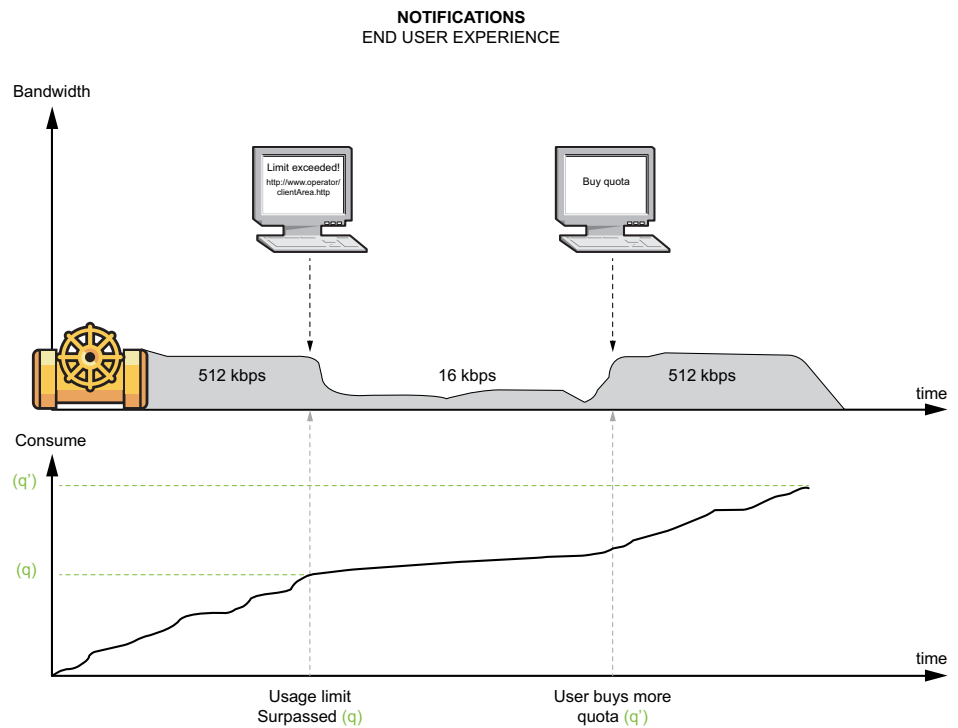 NOTIFICATIONS
END USER EXPERIENCE
Bandwidth
Limit exceeded!
http://www.operator/
clientArea.http
Buy quota
512 kbps
16 kbps
512 kbps
time
Consume
(q’)
(q)
time
Usage limit
Surpassed (q)
User buys more
quota (q’)